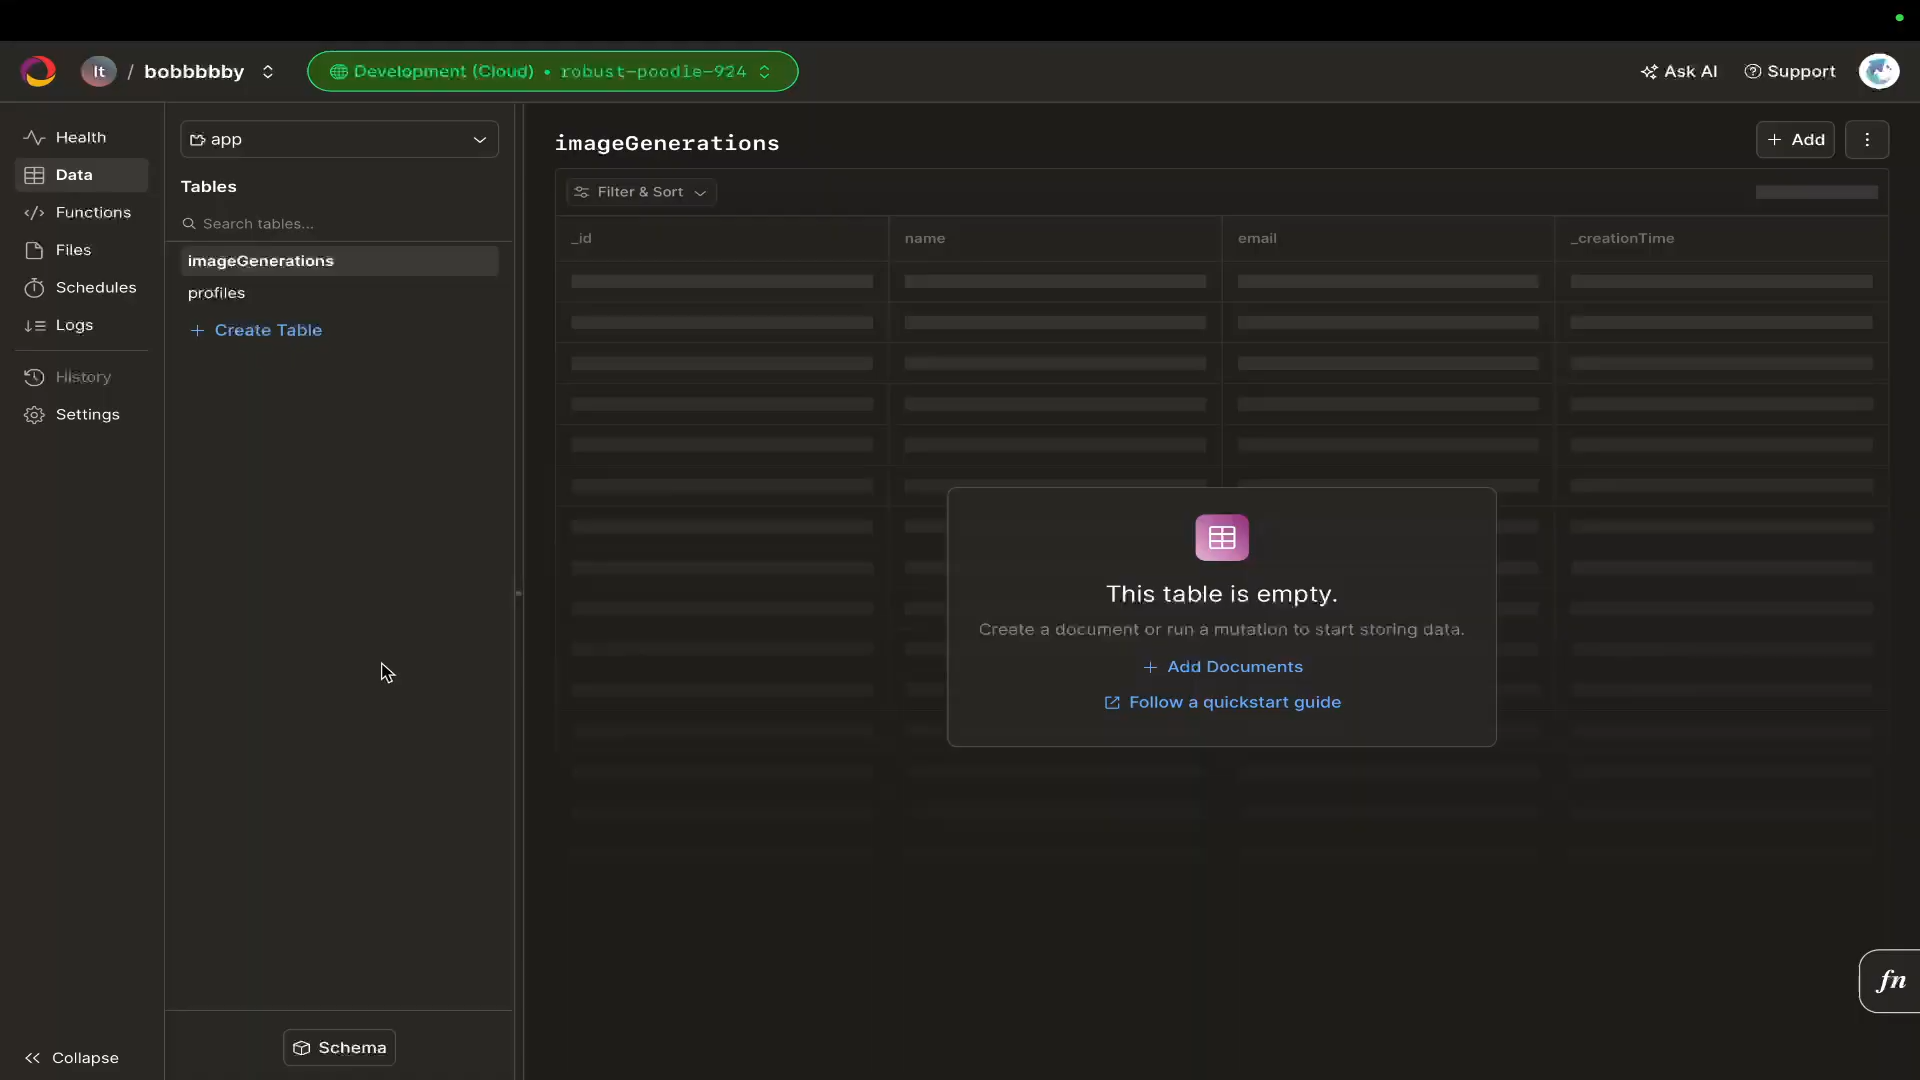 lt / bobbbbby
Development (Cloud) • robust-poodle-924
Ask AI
Support
Health
Data
Functions
Files
Schedules
Logs
History
Settings
Collapse
app
Tables
Search tables...
imageGenerations
profiles
+ Create Table
Schema
imageGenerations
+ Add
Filter & Sort
_id name email _creationTime
This table is empty.
Create a document or run a mutation to start storing data.
+ Add Documents
Follow a quickstart guide
fn